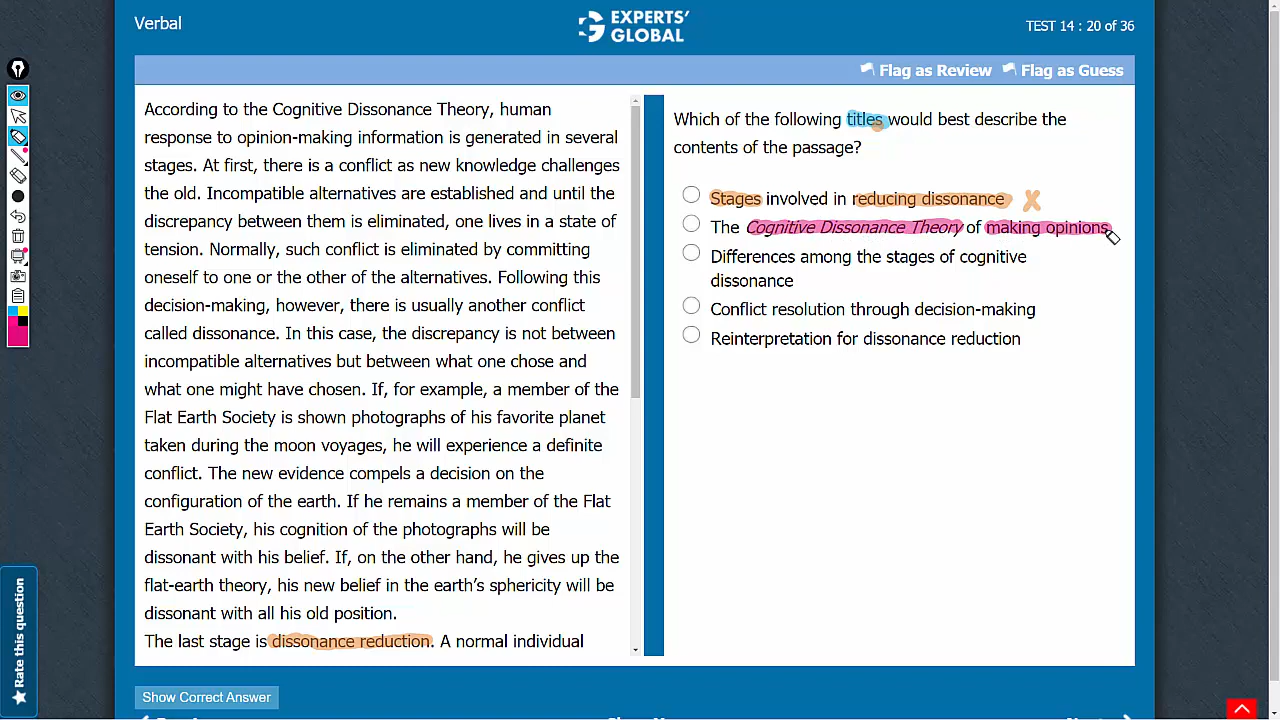 Verbal
EXPERTS'
GLOBAL
TEST 14 : 20 of 36
Flag as Review
Flag as Guess
According to the Cognitive Dissonance Theory, human
response to opinion-making information is generated in several
stages. At first, there is a conflict as new knowledge challenges
the old. Incompatible alternatives are established and until the
discrepancy between them is eliminated, one lives in a state of
tension. Normally, such conflict is eliminated by committing
oneself to one or the other of the alternatives. Following this
decision-making, however, there is usually another conflict
called dissonance. In this case, the discrepancy is not between
incompatible alternatives but between what one chose and
what one might have chosen. If, for example, a member of the
Flat Earth Society is shown photographs of his favorite planet
taken during the moon voyages, he will experience a definite
conflict. The new evidence compels a decision on the
configuration of the earth. If he remains a member of the Flat
Earth Society, his cognition of the photographs will be
dissonant with his belief. If, on the other hand, he gives up the
flat-earth theory, his new belief in the earth's sphericity will be
dissonant with all his old position.
The last stage is dissonance reduction. A normal individual
Which of the following titles would best describe the
contents of the passage?
Stages involved in reducing dissonance X
The Cognitive Dissonance Theory of making opinions
Differences among the stages of cognitive
dissonance
Conflict resolution through decision-making
Reinterpretation for dissonance reduction
Rate this question
Show Correct Answer